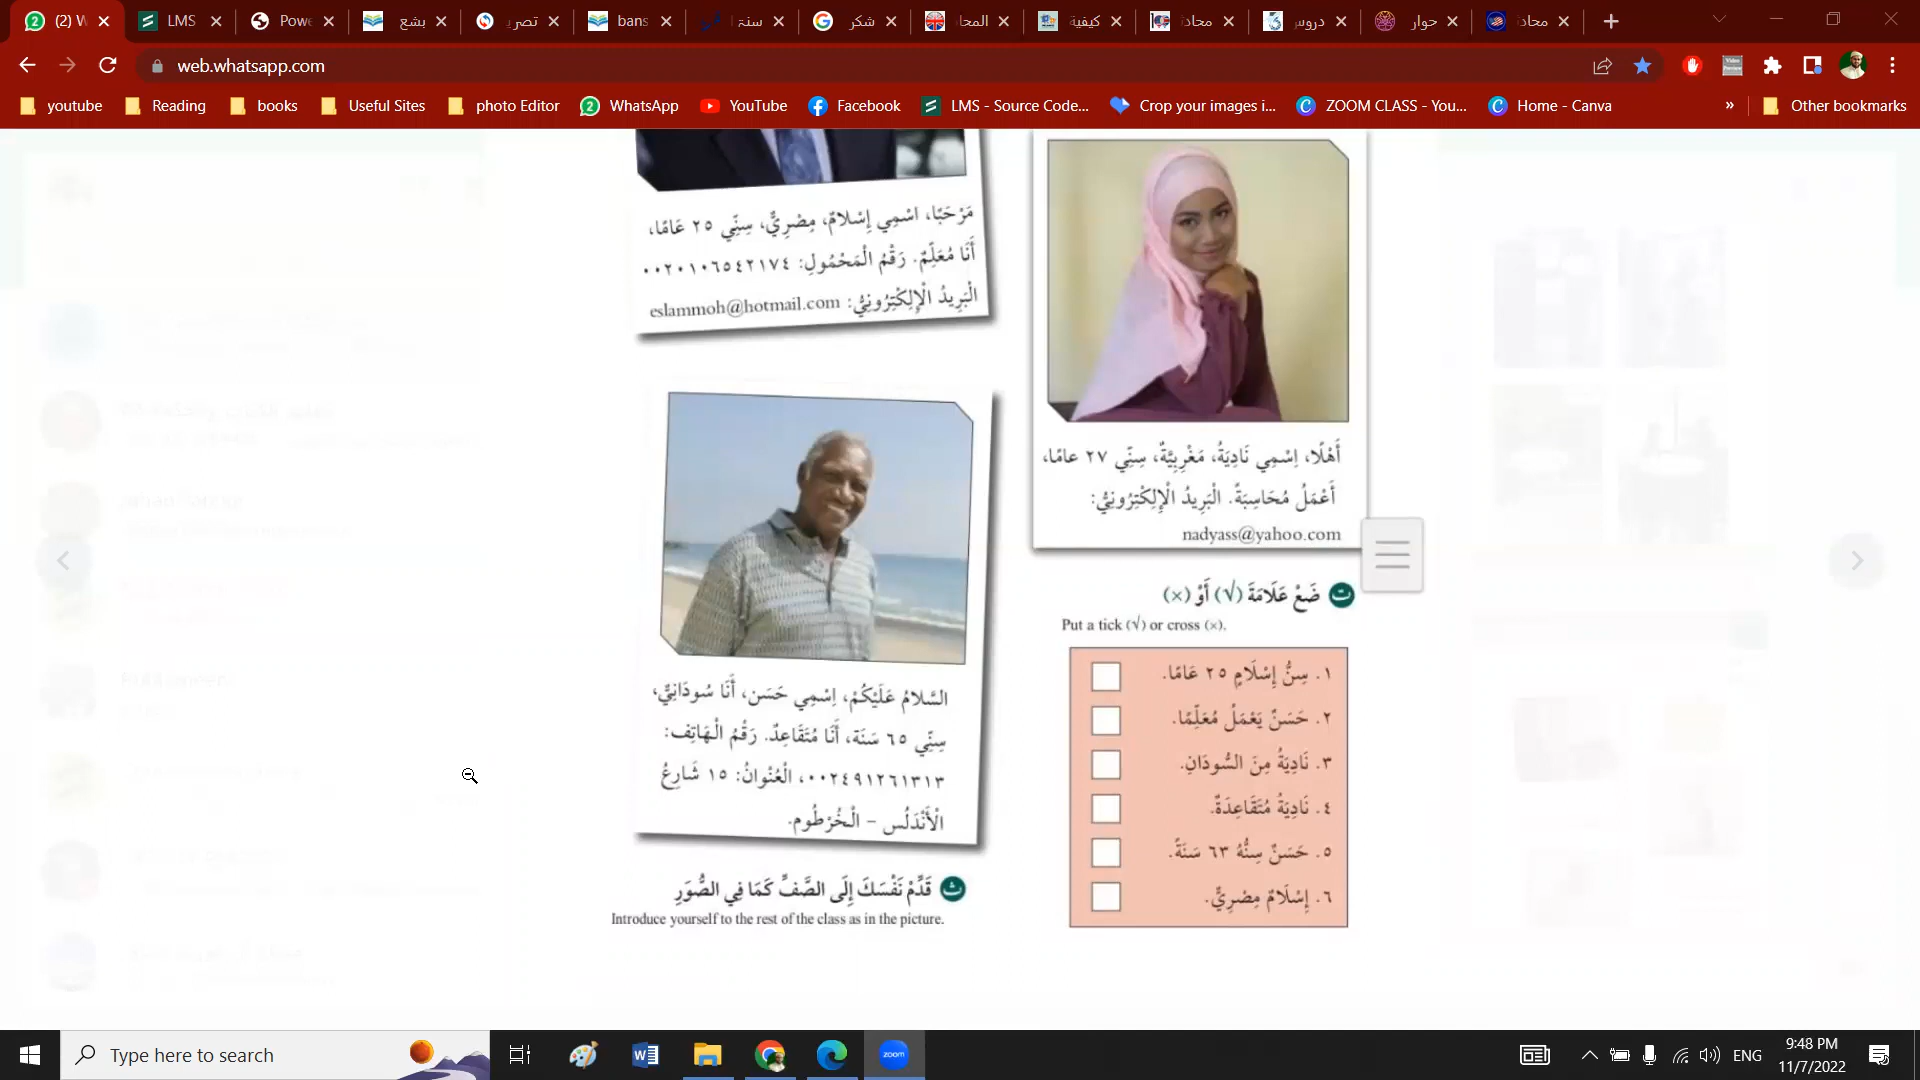 (2) W
LMS
Powe
بشع
تصري
bans
سنة ا
شكر
المحا
كيفية
محادث
دروس
حوار
محادث
web.whatsapp.com
youtube
Reading
books
Useful Sites
photo Editor
WhatsApp
YouTube
Facebook
LMS - Source Code...
Crop your images i...
ZOOM CLASS - You...
Home - Canva
»
Other bookmarks
مَرْحَبًا، اسْمِي إِسْلَامٌ، مِصْرِيٌّ، سِنِّي ٢٥ عَامًا،
أَنَا مُعَلِّمٌ. رَقْمُ الْمَحْمُولِ: ٠٠٢٠١٠٦٥٤٢١٧٤
الْبَرِيدُ الْإِلِكْتِرُونِيُّ: eslammoh@hotmail.com
أَهْلًا، اِسْمِي نَادِيَةُ، مَغْرِبِيَّةٌ، سِنِّي ٢٧ عامًا،
أَعْمَلُ مُحَاسِبَةً. الْبَرِيدُ الْإِلِكْتِرُونِيُّ:
nadyass@yahoo.com
السَّلامُ عَلَيْكُمْ، اِسْمِي حَسَن، أَنَا سُودَانِيٌّ،
سِنِّي ٦٥ سَنَة، أَنَا مُتَقَاعِدٌ. رَقْمُ الْهَاتِف:
٠٠٢٤٩١٢٦١٣١٣، الْعُنْوانُ: ١٥ شَارِعُ
الْأَنْدَلُس – الْخُرْطُوم.
ت ضَعْ عَلَامَةَ (√) أَوْ (×)
Put a tick (√) or cross (×).
١. سِنُّ إِسْلَامٍ ٢٥ عَامًا.
٢. حَسَنٌ يَعْمَلُ مُعَلِّمًا.
٣. نَادِيَةُ مِنَ السُّودَانِ.
٤. نَادِيَةُ مُتَقَاعِدَةٌ.
٥. حَسَنٌ سِنُّهُ ٦٣ سَنَةً.
٦. إِسْلَامٌ مِصْرِيٌّ.
ث قَدِّمْ نَفْسَكَ إِلَى الصَّفِّ كَمَا فِي الصُّوَرِ
Introduce yourself to the rest of the class as in the picture.
Type here to search
zoom
ENG
9:48 PM
11/7/2022